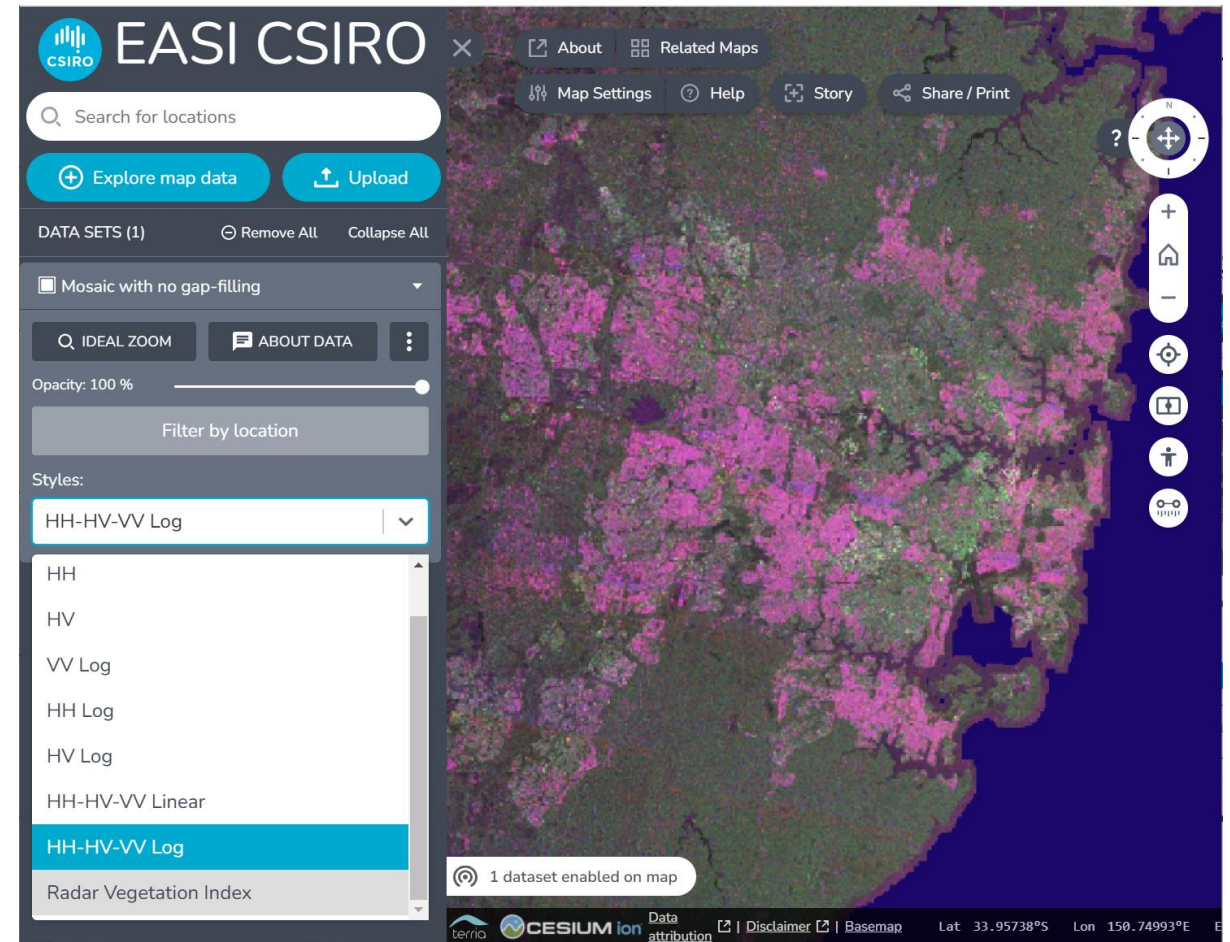 CSIRO
EASI CSIRO
About
Related Maps
Map Settings
Help
Story
Share / Print
Search for locations
Explore map data
Upload
DATA SETS (1)
Remove All
Collapse All
Mosaic with no gap-filling
IDEAL ZOOM
ABOUT DATA
Opacity: 100 %
Filter by location
Styles:
HH-HV-VV Log
HH
HV
VV Log
HH Log
HV Log
HH-HV-VV Linear
HH-HV-VV Log
Radar Vegetation Index
N
?
1 dataset enabled on map
terria
CESIUM ion
Data attribution
| Disclaimer
| Basemap
Lat 33.95738°S Lon 150.74993°E E